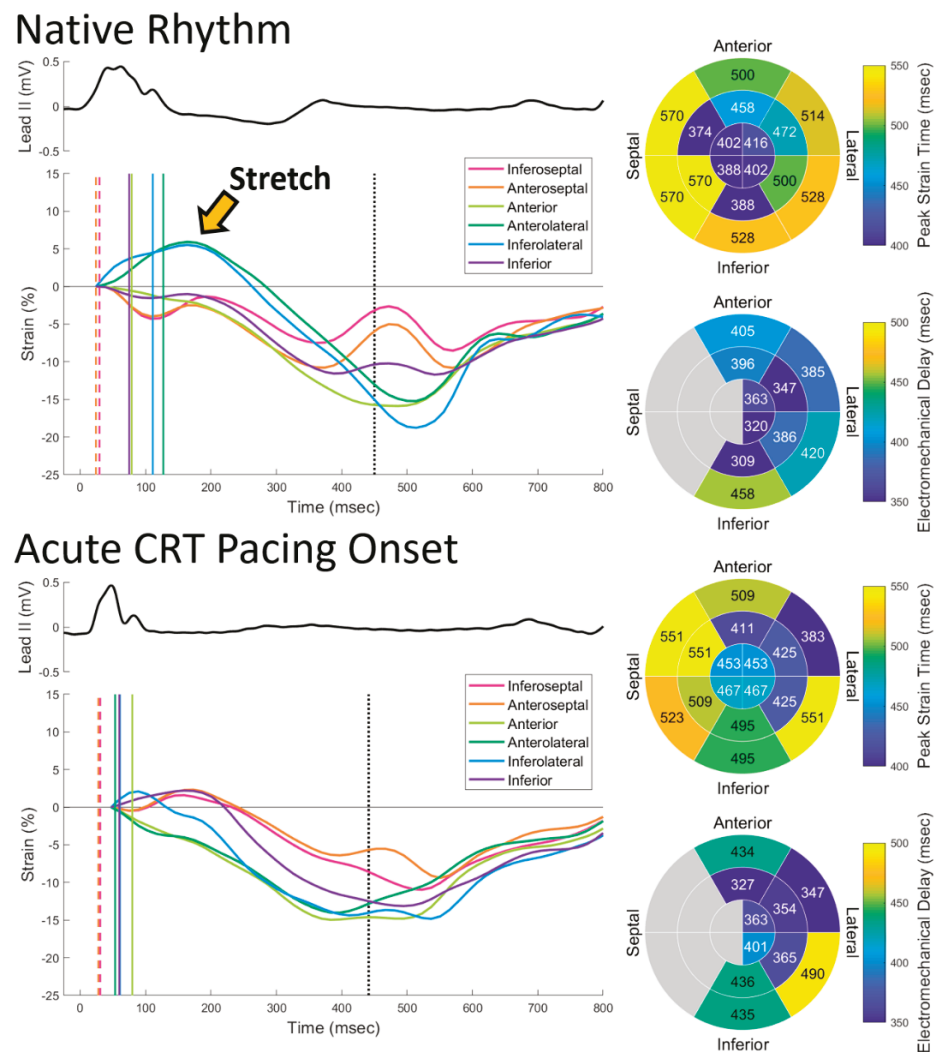 Native Rhythm
Lead II (mV)
0.5
0
-0.5
Stretch
Inferoseptal
Anteroseptal
Anterior
Anterolateral
Inferolateral
Inferior
Strain (%)
15
10
5
0
-5
-10
-15
-20
-25
0 100 200 300 400 500 600 700 800
Time (msec)
Anterior
Septal
Lateral
Inferior
500
570 458 514
374 472
402 416
388 402
570 500
570 388 528
528
550
500
450
400
Peak Strain Time (msec)
Anterior
Septal
Lateral
Inferior
405
396 385
347
363
320
386
309 420
458
500
450
400
350
Electromechanical Delay (msec)
Acute CRT Pacing Onset
Lead II (mV)
0.5
0
-0.5
Inferoseptal
Anteroseptal
Anterior
Anterolateral
Inferolateral
Inferior
Strain (%)
15
10
5
0
-5
-10
-15
-20
-25
0 100 200 300 400 500 600 700 800
Time (msec)
Anterior
Septal
Lateral
Inferior
509
551 411 383
551 425
453 453
467 467
509 425
523 495 551
495
550
500
450
400
Peak Strain Time (msec)
Anterior
Septal
Lateral
Inferior
434
327 347
354
363
401
365
436 490
435
500
450
400
350
Electromechanical Delay (msec)